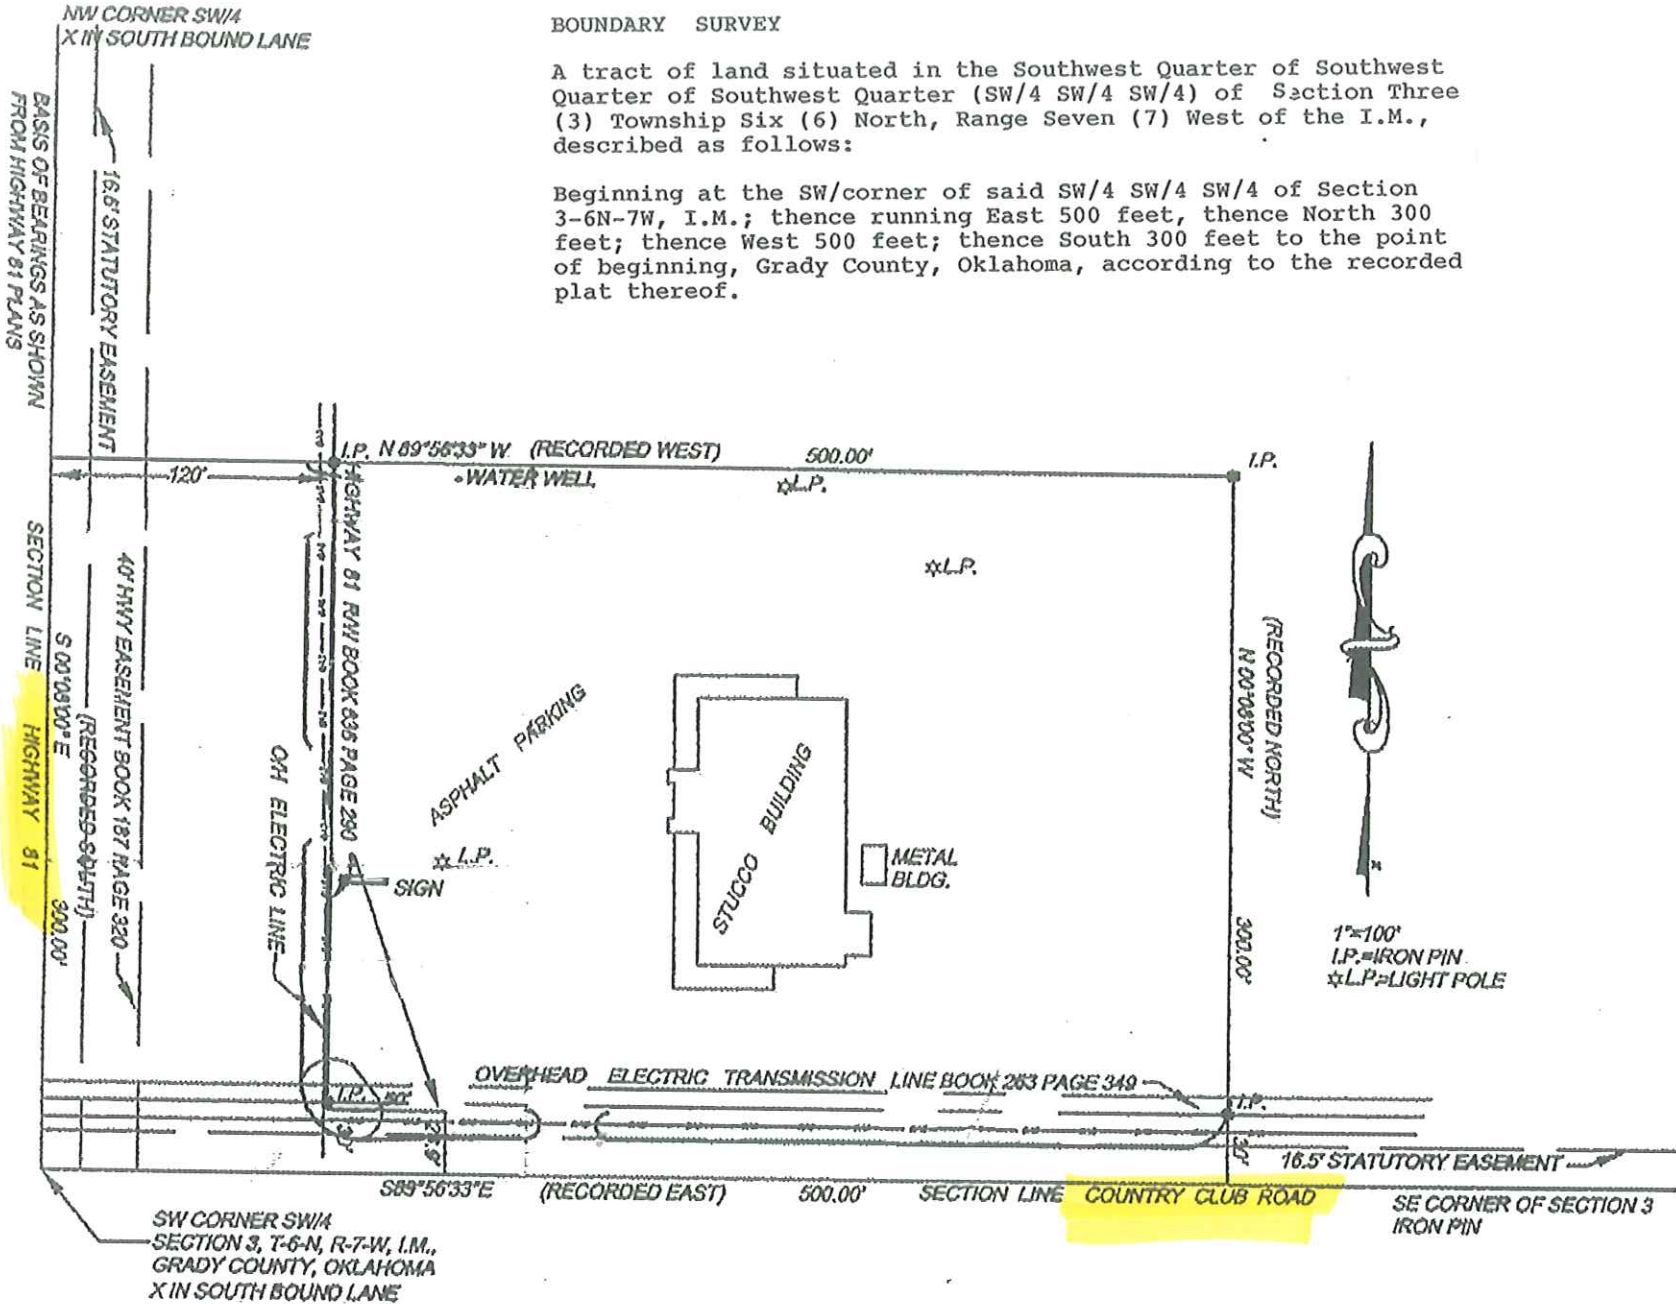 NW CORNER SW/4
X IN SOUTH BOUND LANE
BOUNDARY SURVEY
A tract of land situated in the Southwest Quarter of Southwest
Quarter of Southwest Quarter (SW/4 SW/4 SW/4) of Section Three
(3) Township Six (6) North, Range Seven (7) West of the I.M.,
described as follows:
Beginning at the SW/corner of said SW/4 SW/4 SW/4 of Section
3-6N-7W, I.M.; thence running East 500 feet, thence North 300
feet; thence West 500 feet; thence South 300 feet to the point
of beginning, Grady County, Oklahoma, according to the recorded
plat thereof.
BASIS OF BEARINGS AS SHOWN
FROM HIGHWAY 81 PLANS
16.5' STATUTORY EASEMENT
I.P. N 89°56'33" W (RECORDED WEST) 500.00'
I.P.
120'
WATER WELL
L.P.
L.P.
SECTION LINE HIGHWAY 81
S 00°08'00" E 300.00'
(RECORDED SOUTH)
40' HWY EASEMENT BOOK 187 PAGE 320
O/H ELECTRIC LINE
HIGHWAY 81 R/W BOOK 636 PAGE 290
ASPHALT PARKING
STUCCO BUILDING
L.P.
SIGN
METAL
BLDG.
(RECORDED NORTH)
N 00°08'00" W 300.00'
N
1"=100'
I.P.=IRON PIN
L.P.=LIGHT POLE
OVERHEAD ELECTRIC TRANSMISSION LINE BOOK 263 PAGE 349
I.P.
I.P.
30'
30'
16.5' STATUTORY EASEMENT
S89°56'33"E (RECORDED EAST) 500.00' SECTION LINE COUNTRY CLUB ROAD
SE CORNER OF SECTION 3
IRON PIN
SW CORNER SW/4
SECTION 3, T-6-N, R-7-W, I.M.,
GRADY COUNTY, OKLAHOMA
X IN SOUTH BOUND LANE